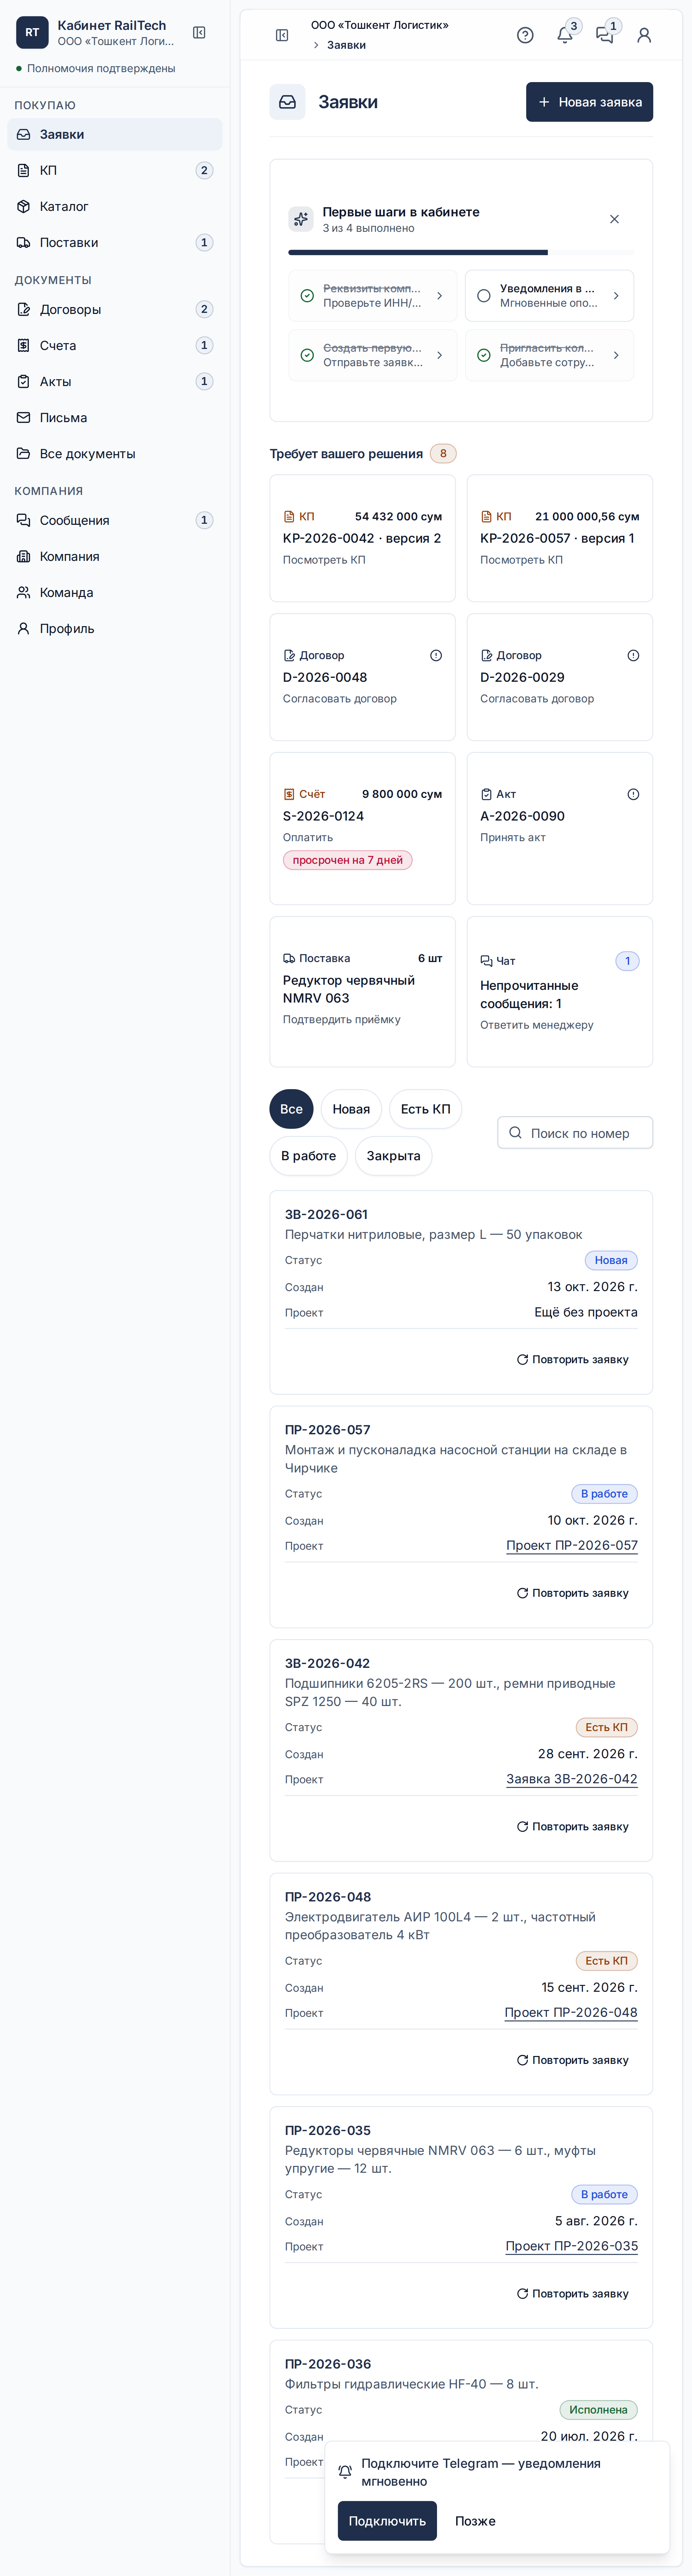 RT
Кабинет RailTech
ООО «Тошкент Логи...
Полномочия подтверждены
ПОКУПАЮ
Заявки
КП
2
Каталог
Поставки
1
ДОКУМЕНТЫ
Договоры
2
Счета
1
Акты
1
Письма
Все документы
КОМПАНИЯ
Сообщения
1
Компания
Команда
Профиль
ООО «Тошкент Логистик»
Заявки
3
1
Заявки
Новая заявка
Первые шаги в кабинете
3 из 4 выполнено
Реквизиты комп...
Проверьте ИНН/...
Уведомления в ...
Мгновенные опо...
Создать первую...
Отправьте заявк...
Пригласить кол...
Добавьте сотру...
Требует вашего решения
8
КП
54 432 000 сум
KP-2026-0042 · версия 2
Посмотреть КП
КП
21 000 000,56 сум
KP-2026-0057 · версия 1
Посмотреть КП
Договор
D-2026-0048
Согласовать договор
Договор
D-2026-0029
Согласовать договор
Счёт
9 800 000 сум
S-2026-0124
Оплатить
просрочен на 7 дней
Акт
A-2026-0090
Принять акт
Поставка
6 шт
Редуктор червячный
NMRV 063
Подтвердить приёмку
Чат
1
Непрочитанные
сообщения: 1
Ответить менеджеру
Все
Новая
Есть КП
В работе
Закрыта
Поиск по номер
ЗВ-2026-061
Перчатки нитриловые, размер L — 50 упаковок
Статус
Новая
Создан
13 окт. 2026 г.
Проект
Ещё без проекта
Повторить заявку
ПР-2026-057
Монтаж и пусконаладка насосной станции на складе в
Чирчике
Статус
В работе
Создан
10 окт. 2026 г.
Проект
Проект ПР-2026-057
Повторить заявку
ЗВ-2026-042
Подшипники 6205-2RS — 200 шт., ремни приводные
SPZ 1250 — 40 шт.
Статус
Есть КП
Создан
28 сент. 2026 г.
Проект
Заявка ЗВ-2026-042
Повторить заявку
ПР-2026-048
Электродвигатель АИР 100L4 — 2 шт., частотный
преобразователь 4 кВт
Статус
Есть КП
Создан
15 сент. 2026 г.
Проект
Проект ПР-2026-048
Повторить заявку
ПР-2026-035
Редукторы червячные NMRV 063 — 6 шт., муфты
упругие — 12 шт.
Статус
В работе
Создан
5 авг. 2026 г.
Проект
Проект ПР-2026-035
Повторить заявку
ПР-2026-036
Фильтры гидравлические HF-40 — 8 шт.
Статус
Исполнена
Создан
20 июл. 2026 г.
Проект
Подключите Telegram — уведомления
мгновенно
Подключить
Позже